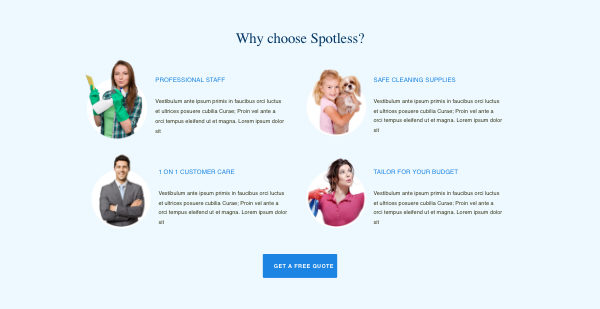 Why choose Spotless?
PROFESSIONAL STAFF
Vestibulum ante ipsum primis in faucibus orci luctus
et ultrices posuere cubilia Curae; Proin vel ante a
orci tempus eleifend ut et magna. Lorem ipsum dolor
sit
SAFE CLEANING SUPPLIES
Vestibulum ante ipsum primis in faucibus orci luctus
et ultrices posuere cubilia Curae; Proin vel ante a
orci tempus eleifend ut et magna. Lorem ipsum dolor
sit
1 ON 1 CUSTOMER CARE
Vestibulum ante ipsum primis in faucibus orci luctus
et ultrices posuere cubilia Curae; Proin vel ante a
orci tempus eleifend ut et magna. Lorem ipsum dolor
sit
TAILOR FOR YOUR BUDGET
Vestibulum ante ipsum primis in faucibus orci luctus
et ultrices posuere cubilia Curae; Proin vel ante a
orci tempus eleifend ut et magna. Lorem ipsum dolor
sit
GET A FREE QUOTE